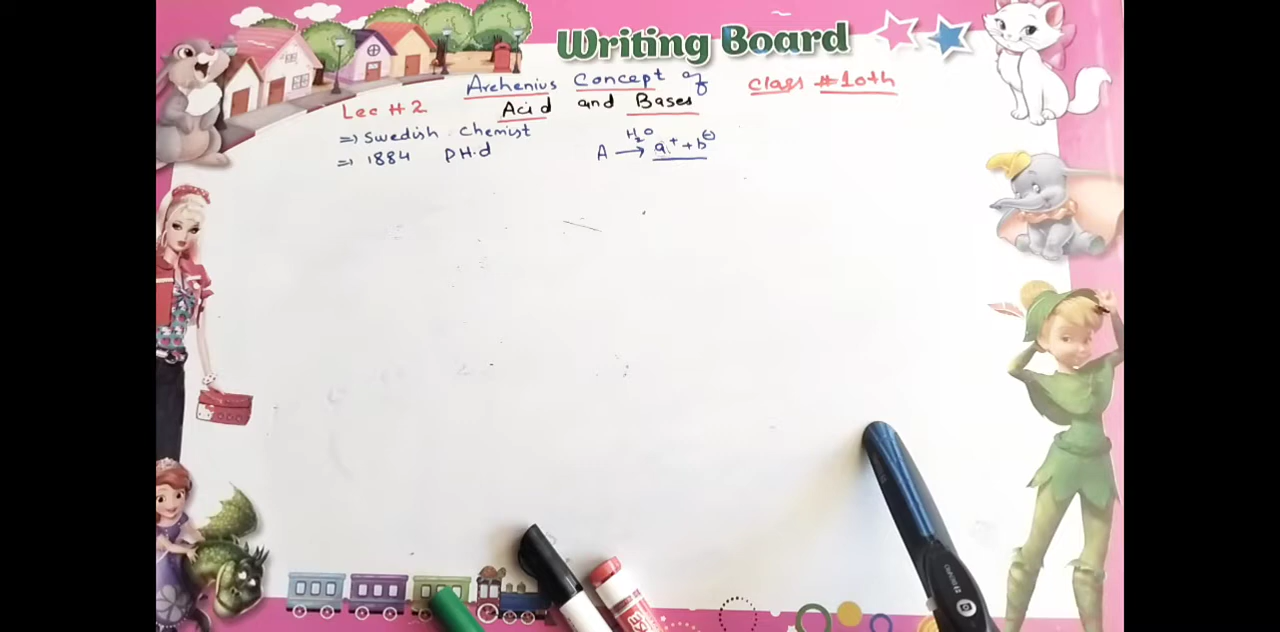 Writing Board
Archenius Concept of
Class # 10th
Lec # 2
Acid and Bases
=> Swedish Chemist
=> 1884 PH.d
A →(H₂O) a⁺ + b⁽⁻⁾